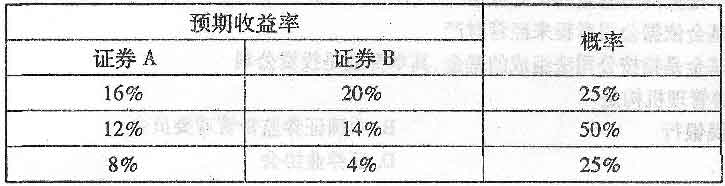 预期收益率 概率
证券 A 证券 B
16% 20% 25%
12% 14% 50%
8% 4% 25%